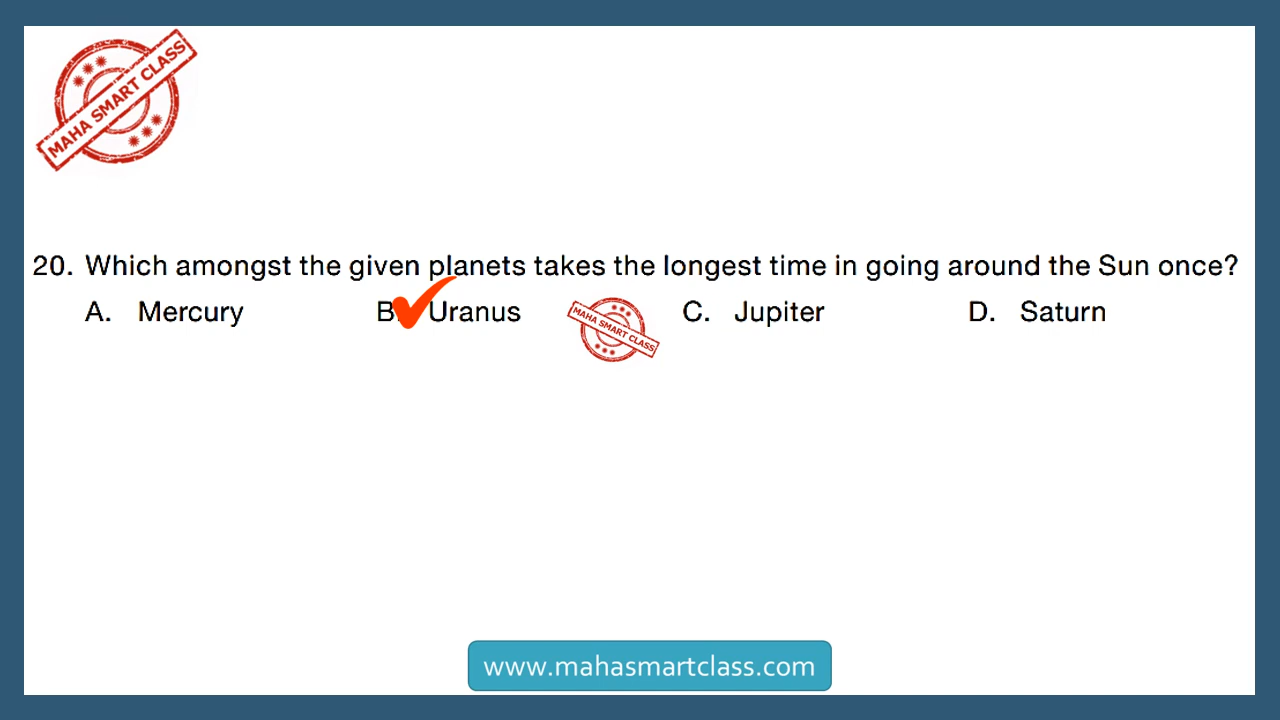 MAHA SMART CLASS
20. Which amongst the given planets takes the longest time in going around the Sun once?
A. Mercury B. Uranus C. Jupiter D. Saturn
MAHA SMART CLASS
www.mahasmartclass.com